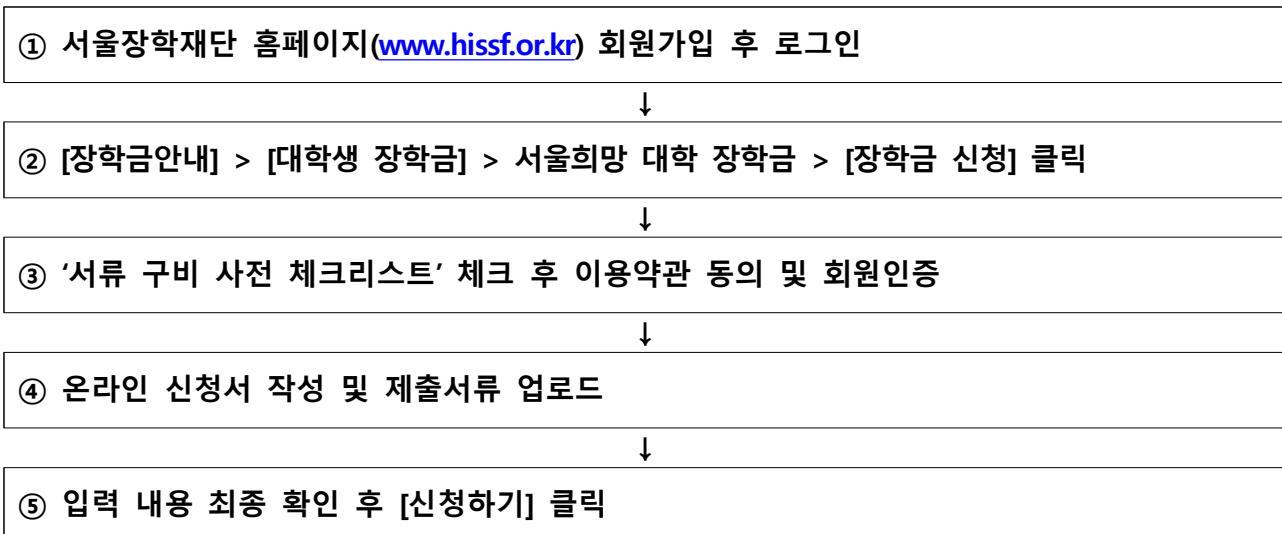 ① 서울장학재단 홈페이지(www.hissf.or.kr) 회원가입 후 로그인
↓
② [장학금안내] > [대학생 장학금] > 서울희망 대학 장학금 > [장학금 신청] 클릭
↓
③ ‘서류 구비 사전 체크리스트’ 체크 후 이용약관 동의 및 회원인증
↓
④ 온라인 신청서 작성 및 제출서류 업로드
↓
⑤ 입력 내용 최종 확인 후 [신청하기] 클릭